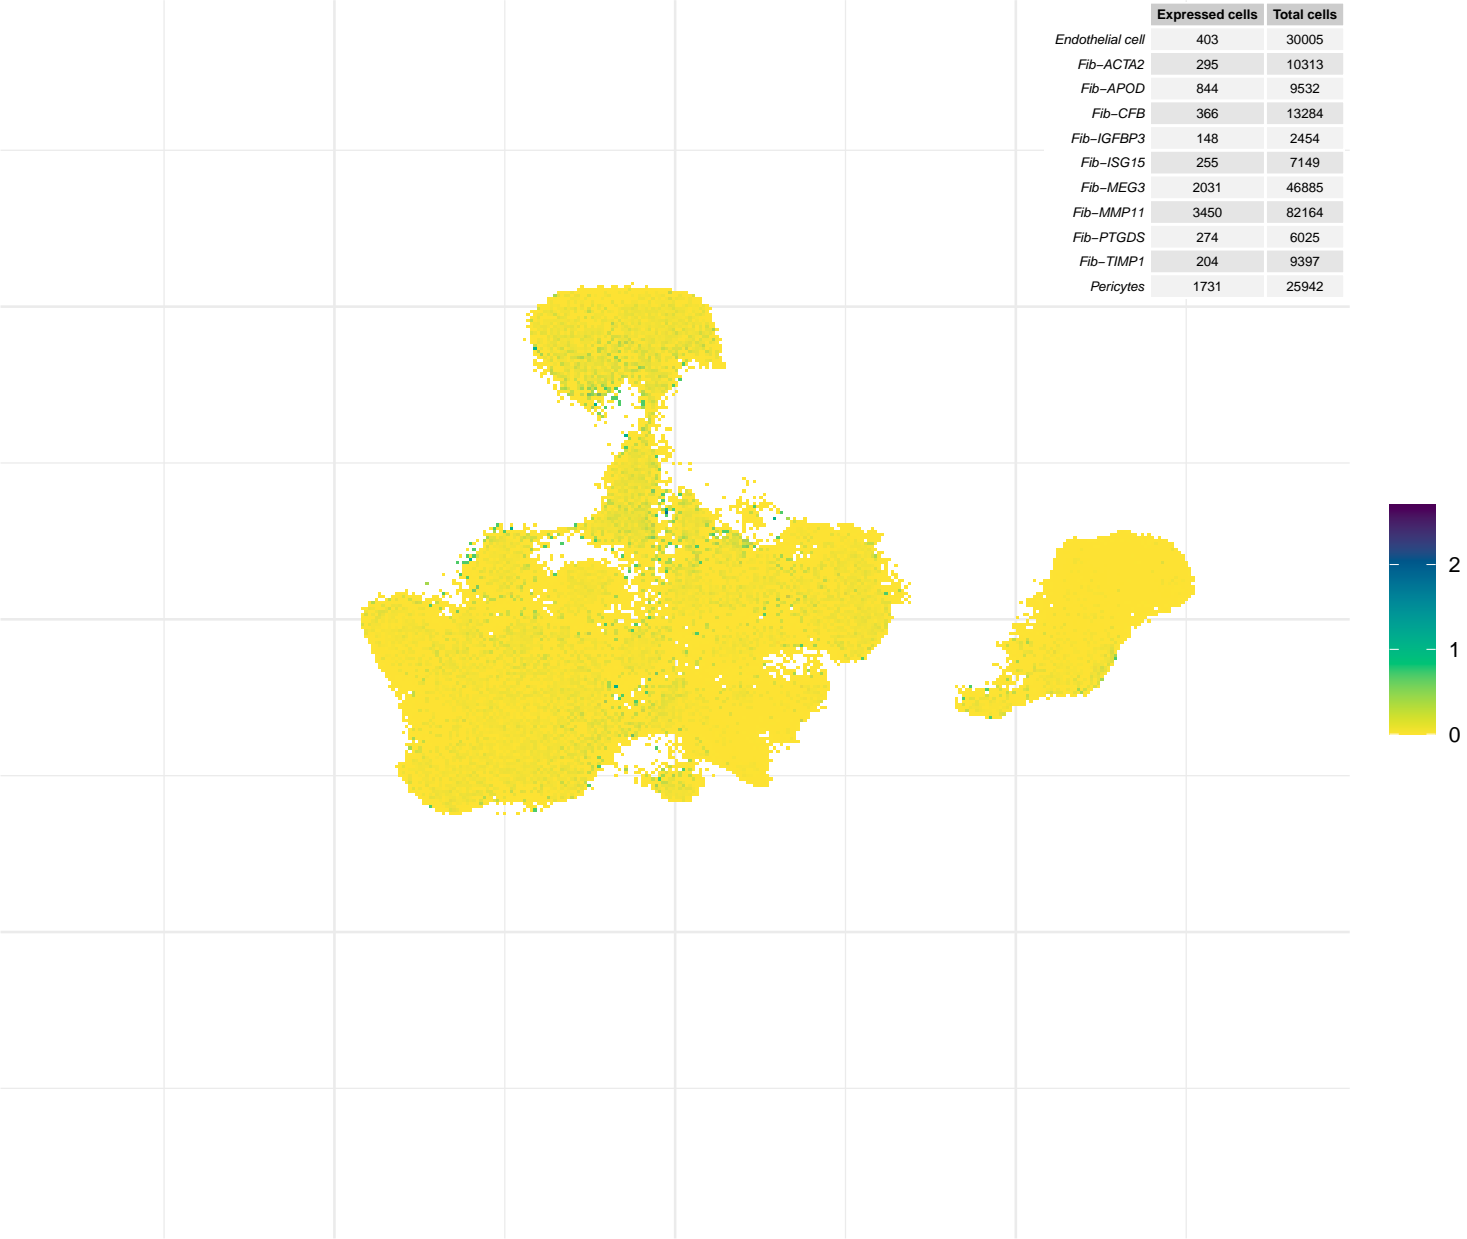 Expressed cells Total cells
Endothelial cell 403 30005
Fib−ACTA2 295 10313
Fib−APOD 844 9532
Fib−CFB 366 13284
Fib−IGFBP3 148 2454
Fib−ISG15 255 7149
Fib−MEG3 2031 46885
Fib−MMP11 3450 82164
Fib−PTGDS 274 6025
Fib−TIMP1 204 9397
Pericytes 1731 25942
2
1
0